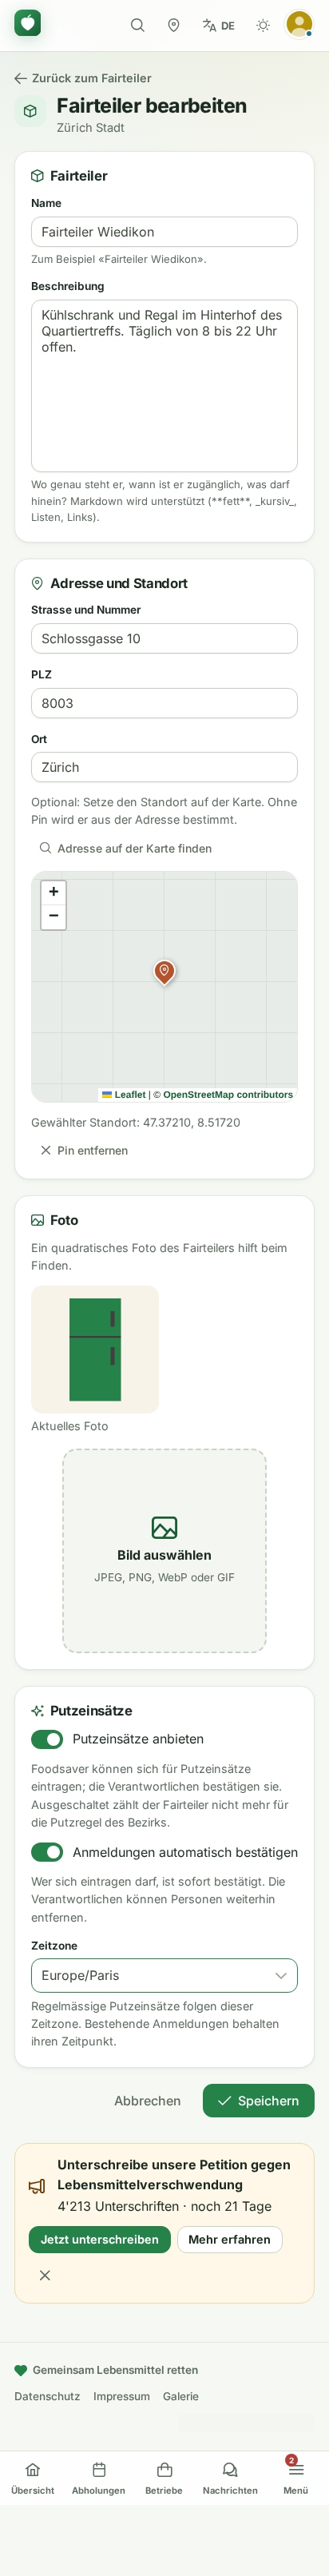 DE
Zurück zum Fairteiler
Fairteiler bearbeiten
Zürich Stadt
Fairteiler
Name
Fairteiler Wiedikon
Zum Beispiel «Fairteiler Wiedikon».
Beschreibung
Kühlschrank und Regal im Hinterhof des
Quartiertreffs. Täglich von 8 bis 22 Uhr
offen.
Wo genau steht er, wann ist er zugänglich, was darf
hinein? Markdown wird unterstützt (**fett**, _kursiv_,
Listen, Links).
Adresse und Standort
Strasse und Nummer
Schlossgasse 10
PLZ
8003
Ort
Zürich
Optional: Setze den Standort auf der Karte. Ohne
Pin wird er aus der Adresse bestimmt.
Adresse auf der Karte finden
+
−
Leaflet | © OpenStreetMap contributors
Gewählter Standort: 47.37210, 8.51720
Pin entfernen
Foto
Ein quadratisches Foto des Fairteilers hilft beim
Finden.
Aktuelles Foto
Bild auswählen
JPEG, PNG, WebP oder GIF
Putzeinsätze
Putzeinsätze anbieten
Foodsaver können sich für Putzeinsätze
eintragen; die Verantwortlichen bestätigen sie.
Ausgeschaltet zählt der Fairteiler nicht mehr für
die Putzregel des Bezirks.
Anmeldungen automatisch bestätigen
Wer sich eintragen darf, ist sofort bestätigt. Die
Verantwortlichen können Personen weiterhin
entfernen.
Zeitzone
Europe/Paris
Regelmässige Putzeinsätze folgen dieser
Zeitzone. Bestehende Anmeldungen behalten
ihren Zeitpunkt.
Abbrechen
Speichern
Unterschreibe unsere Petition gegen
Lebensmittelverschwendung
4'213 Unterschriften · noch 21 Tage
Jetzt unterschreiben
Mehr erfahren
Gemeinsam Lebensmittel retten
Datenschutz Impressum Galerie
2
Übersicht Abholungen Betriebe Nachrichten Menü